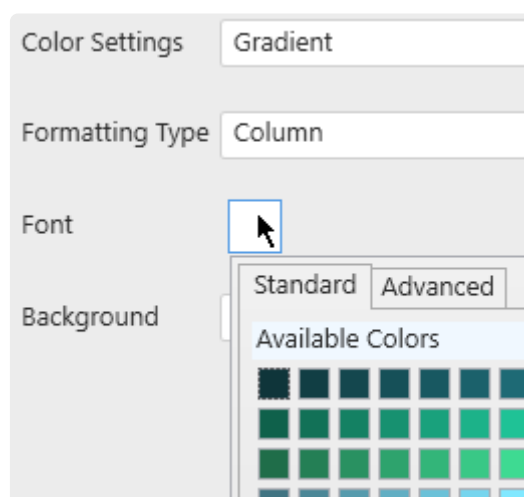 Color Settings Gradient
Formatting Type Column
Font
Standard Advanced
Background
Available Colors